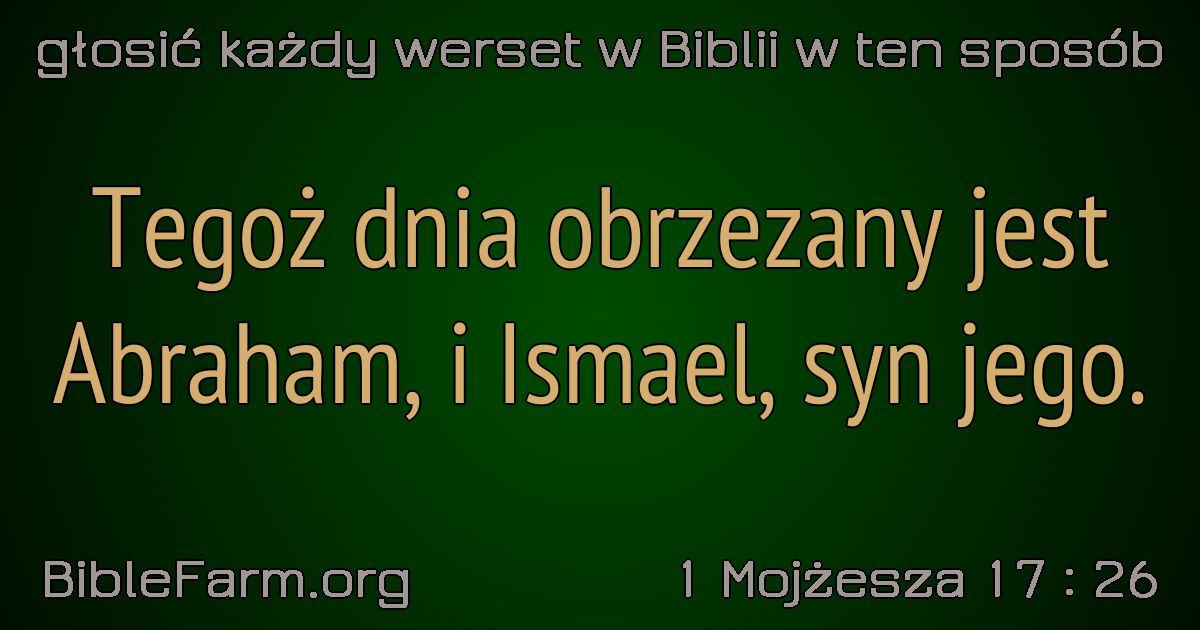 głosić każdy werset w Biblii w ten sposób
Tegoż dnia obrzezany jest
Abraham, i Ismael, syn jego.
BibleFarm.org
1 Mojżesza 17 : 26